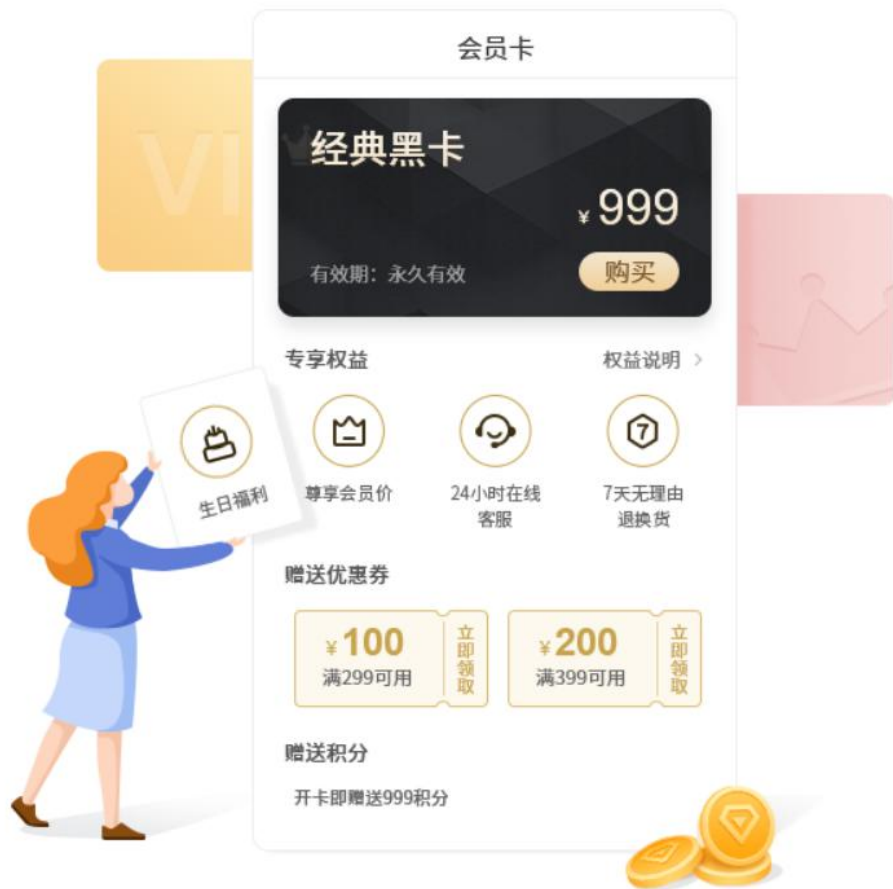 会员卡
VI
经典黑卡
¥ 999
有效期：永久有效
购买
专享权益
权益说明 >
生日福利
尊享会员价
24小时在线
客服
7
7天无理由
退换货
赠送优惠券
¥ 100
满299可用
立即领取
¥ 200
满399可用
立即领取
赠送积分
开卡即赠送999积分